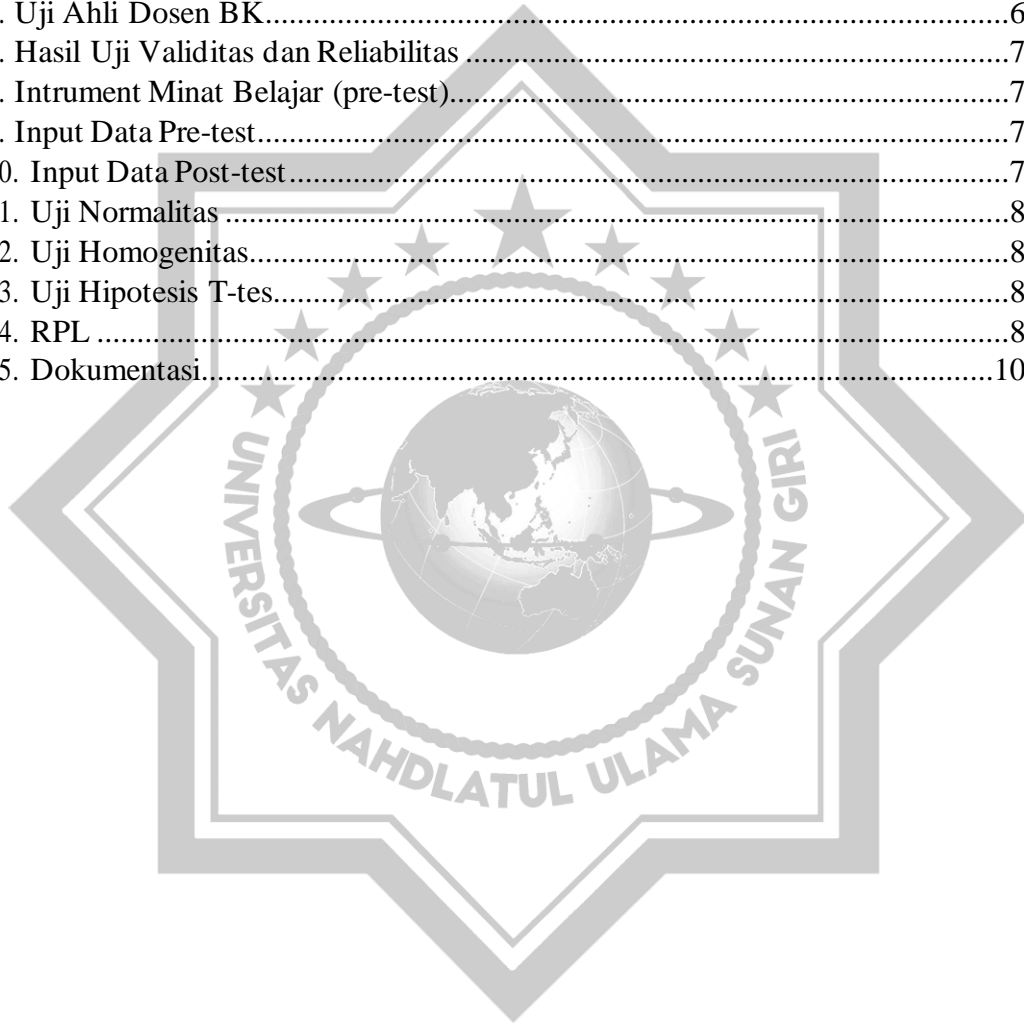 . Uji Ahli Dosen BK....................6
. Hasil Uji Validitas dan Reliabilitas ....................7
. Intrument Minat Belajar (pre-test)....................7
. Input Data Pre-test....................7
0. Input Data Post-test....................7
1. Uji Normalitas ....................8
2. Uji Homogenitas....................8
3. Uji Hipotesis T-tes....................8
4. RPL ....................8
5. Dokumentasi....................10
UNIVERSITAS NAHDLATUL ULAMA SUNAN GIRI